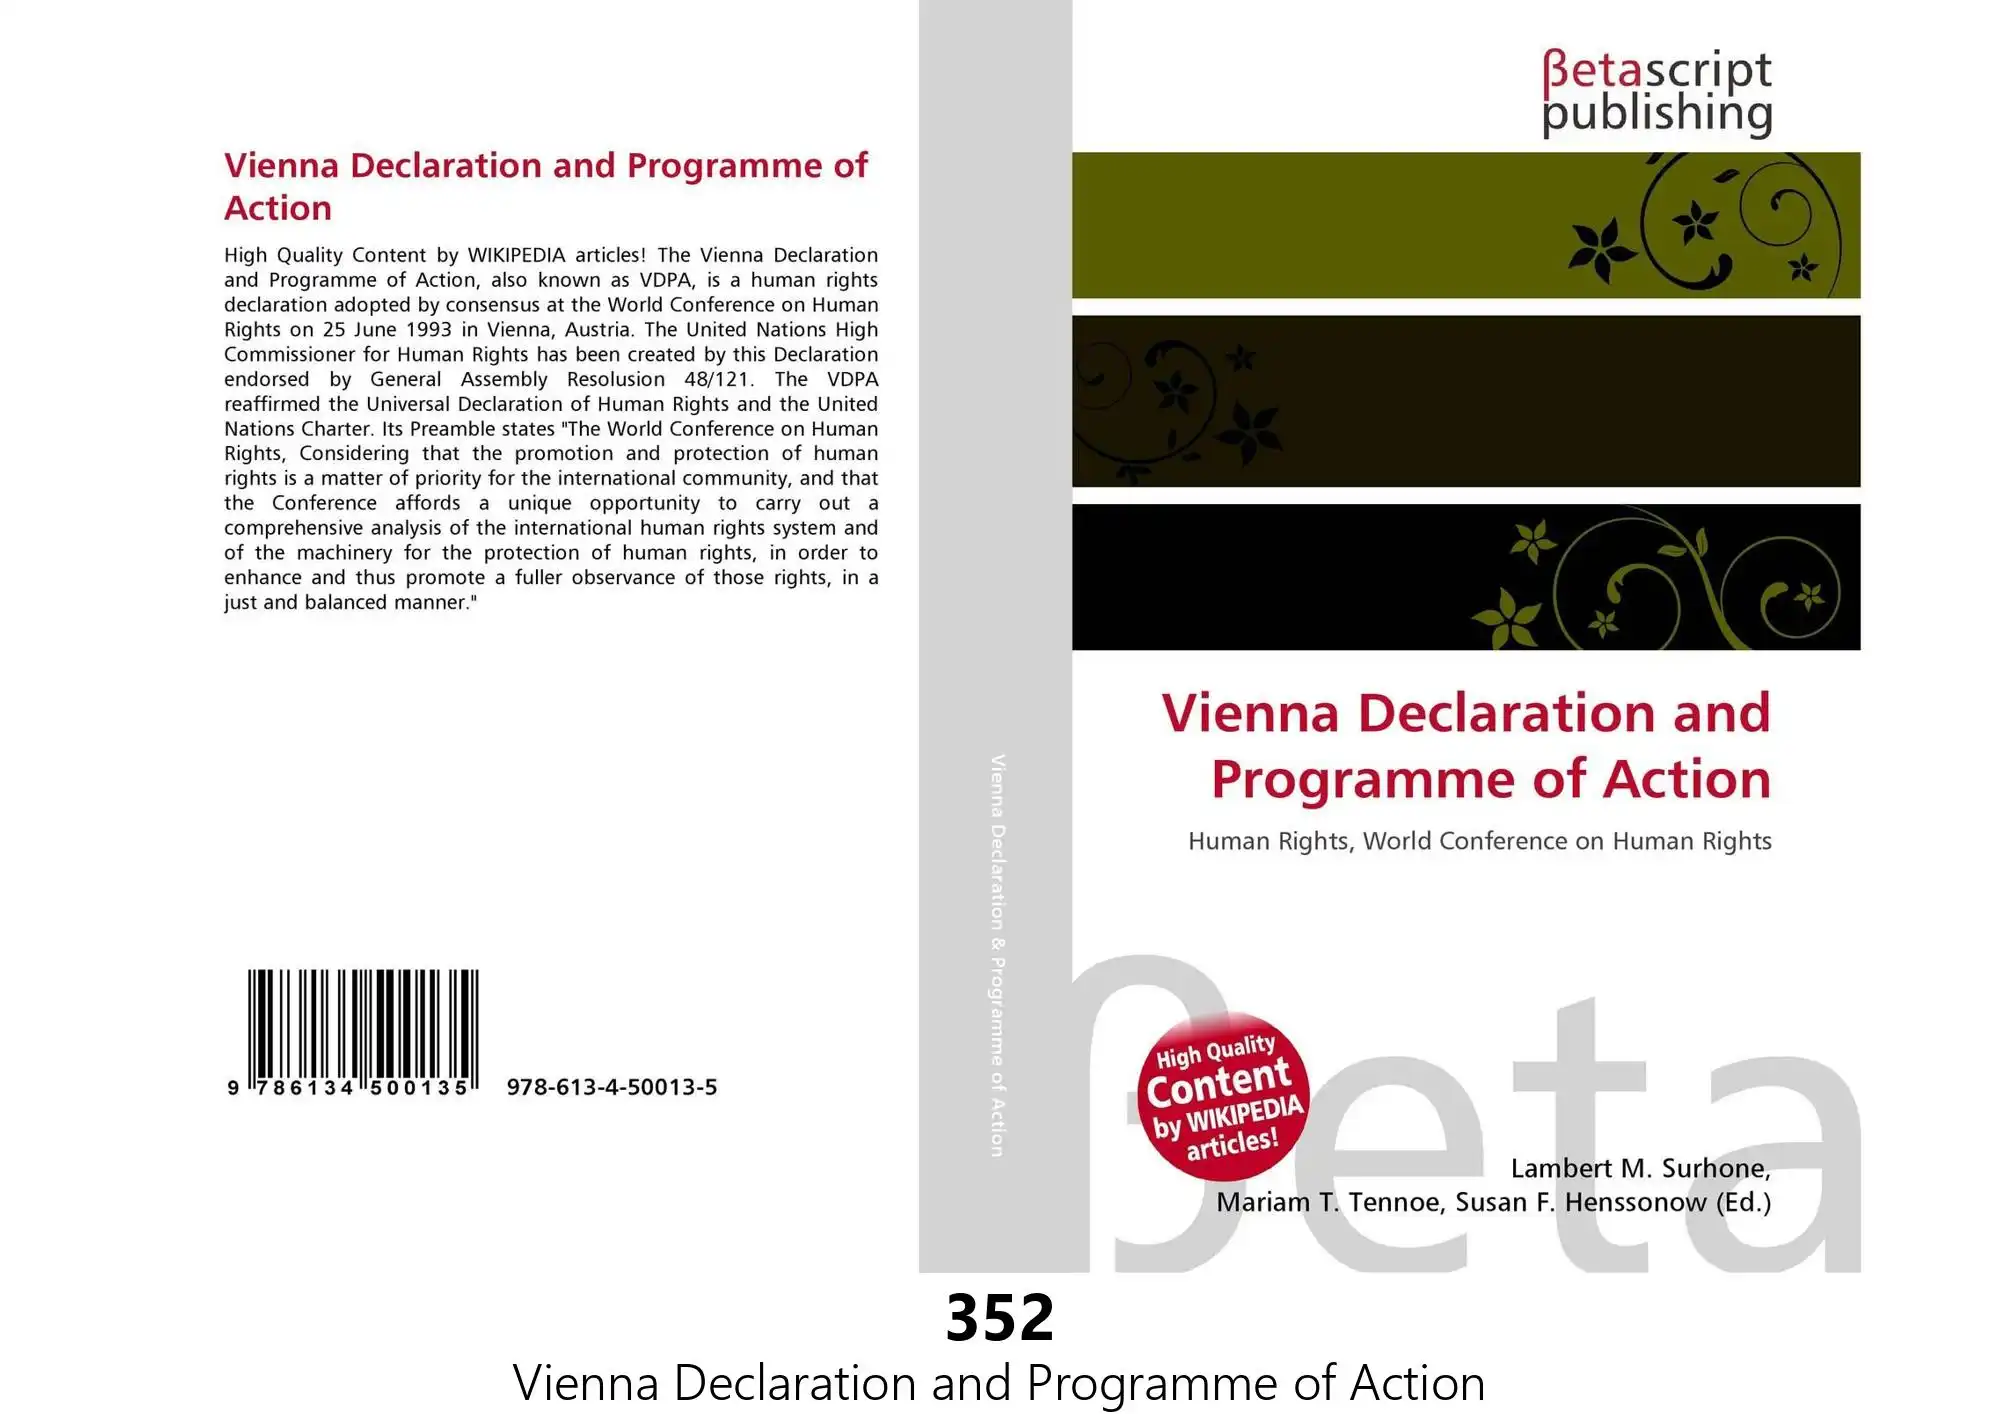 Vienna Declaration and Programme of
Action
High Quality Content by WIKIPEDIA articles! The Vienna Declaration
and Programme of Action, also known as VDPA, is a human rights
declaration adopted by consensus at the World Conference on Human
Rights on 25 June 1993 in Vienna, Austria. The United Nations High
Commissioner for Human Rights has been created by this Declaration
endorsed by General Assembly Resolusion 48/121. The VDPA
reaffirmed the Universal Declaration of Human Rights and the United
Nations Charter. Its Preamble states "The World Conference on Human
Rights, Considering that the promotion and protection of human
rights is a matter of priority for the international community, and that
the Conference affords a unique opportunity to carry out a
comprehensive analysis of the international human rights system and
of the machinery for the protection of human rights, in order to
enhance and thus promote a fuller observance of those rights, in a
just and balanced manner."
9 786134 500135
978-613-4-50013-5
Vienna Declaration & Programme of Action
βetascript
publishing
Vienna Declaration and
Programme of Action
Human Rights, World Conference on Human Rights
βeta
High Quality
Content
by WIKIPEDIA
articles!
Lambert M. Surhone,
Mariam T. Tennoe, Susan F. Henssonow (Ed.)
352
Vienna Declaration and Programme of Action